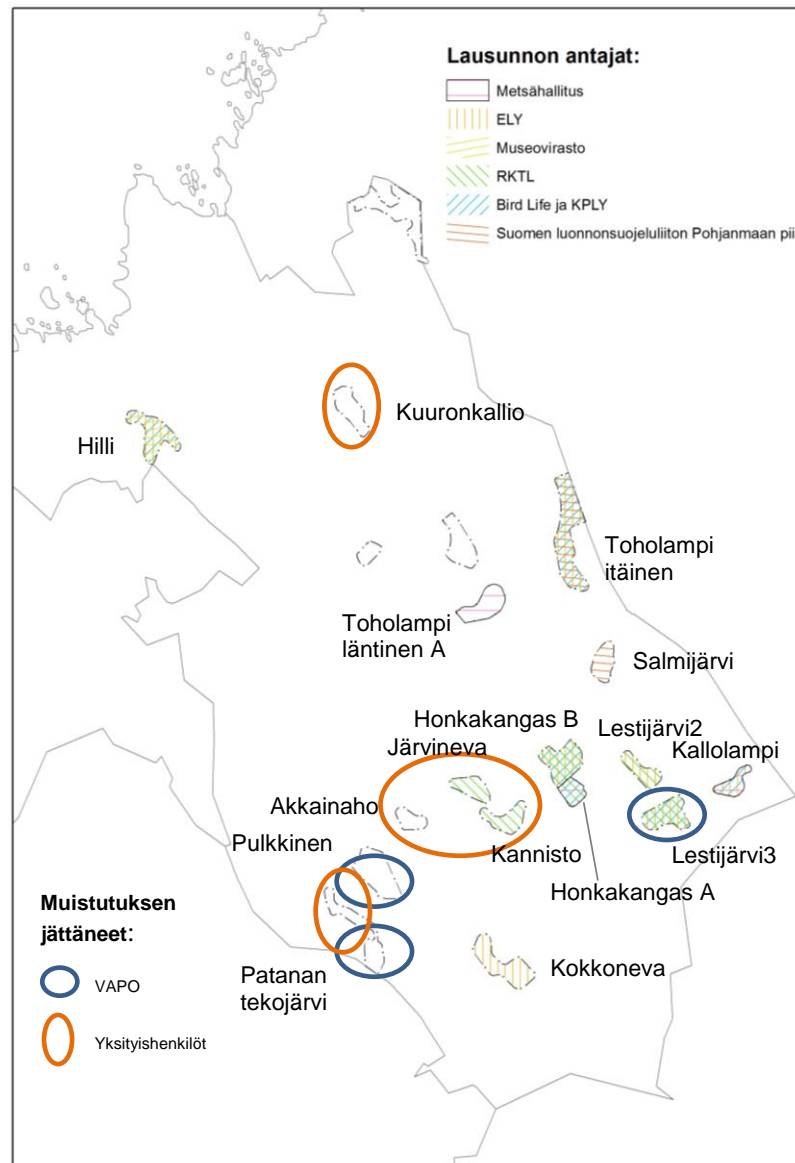 Lausunnon antajat:
Metsähallitus
ELY
Museovirasto
RKTL
Bird Life ja KPLY
Suomen luonnonsuojeluliiton Pohjanmaan pii
Kuuronkallio
Hilli
Toholampi
itäinen
Toholampi
läntinen A
Salmijärvi
Honkakangas B
Lestijärvi2
Järvineva
Kallolampi
Akkainaho
Pulkkinen
Kannisto
Lestijärvi3
Honkakangas A
Muistutuksen
jättäneet:
VAPO
Yksityishenkilöt
Patanan
tekojärvi
Kokkoneva